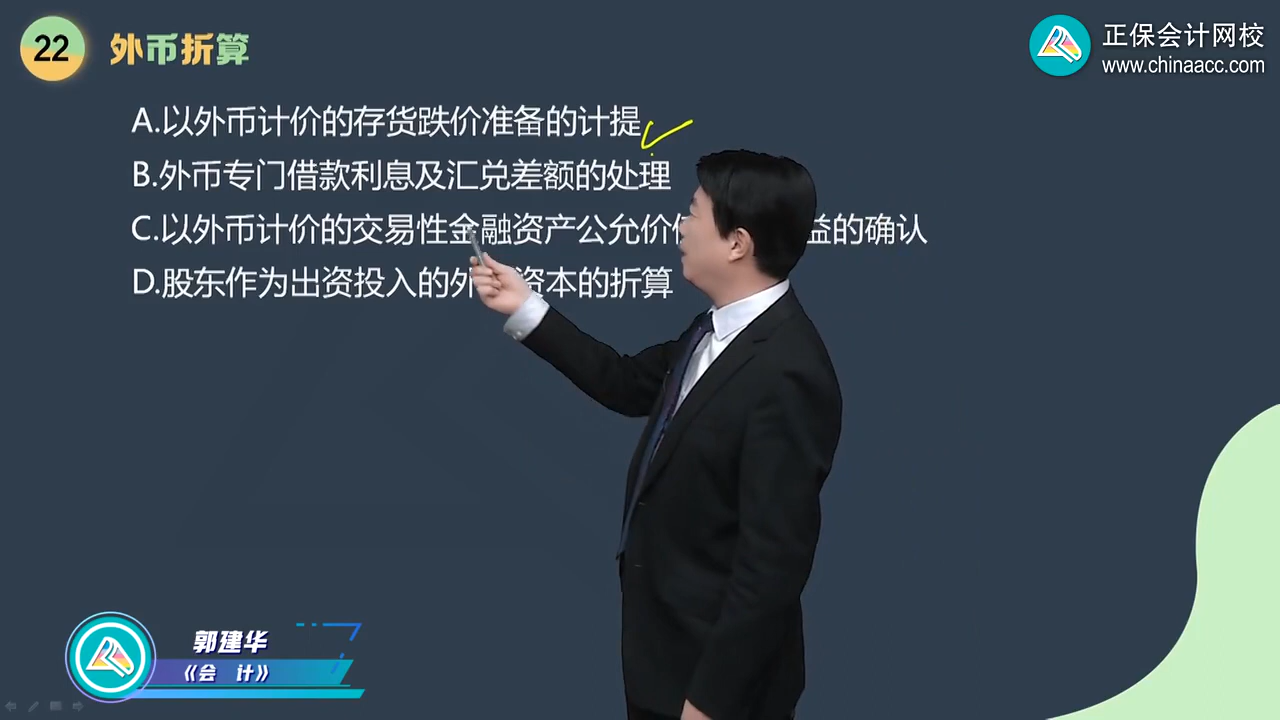 22 外币折算
正保会计网校
www.chinaacc.com
A.以外币计价的存货跌价准备的计提
B.外币专门借款利息及汇兑差额的处理
C.以外币计价的交易性金融资产公允价 益的确认
D.股东作为出资投入的外 资本的折算
郭建华
《会 计》